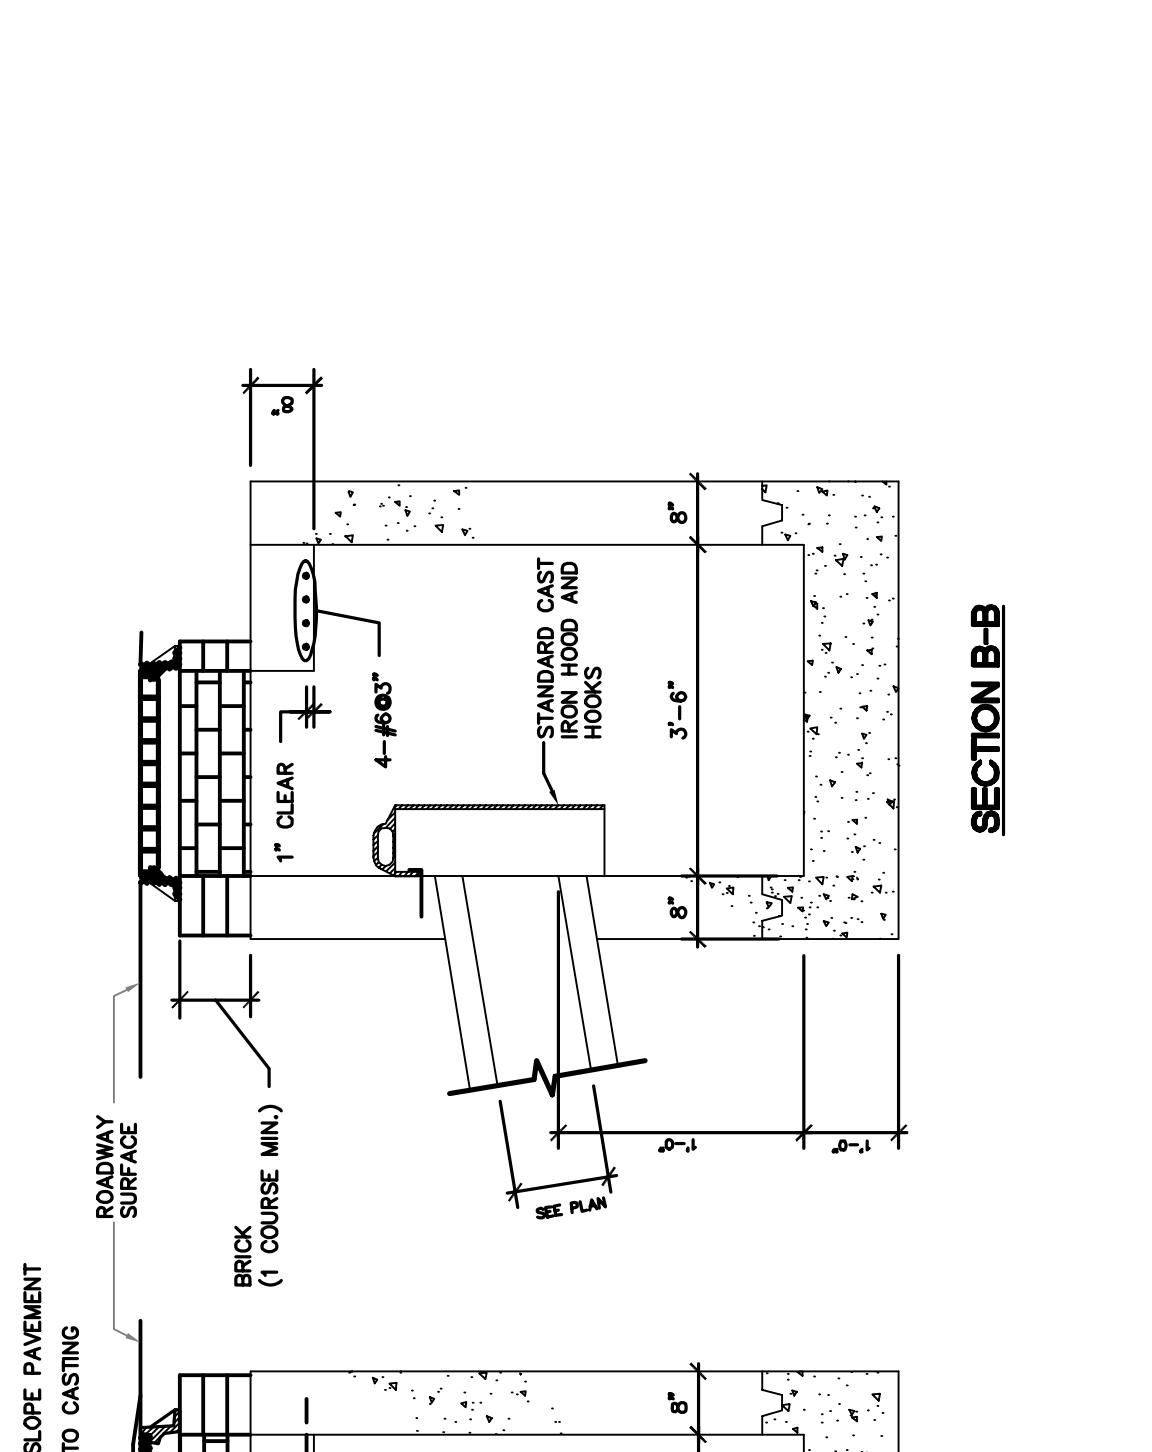 SLOPE PAVEMENT
TO CASTING
ROADWAY
SURFACE
BRICK
(1 COURSE MIN.)
8"
1" CLEAR
4-#6@3"
STANDARD CAST
IRON HOOD AND
HOOKS
8"
3'-6"
8"
SEE PLAN
1'-0"
1'-0"
8"
SECTION B-B